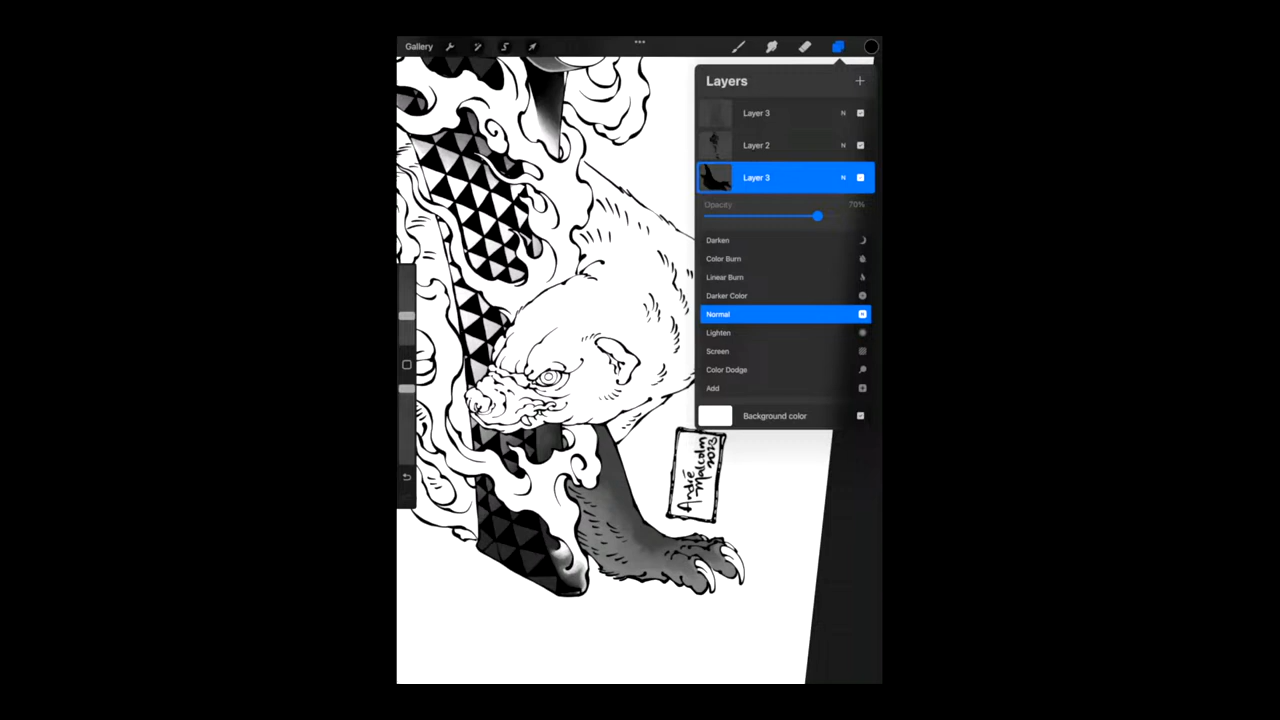 Gallery
Layers
Layer 3 N
Layer 2 N
Layer 3 N
Opacity 70%
Darken
Color Burn
Linear Burn
Darker Color
Normal N
Lighten
Screen
Color Dodge
Add
Background color
André
Malcolm
2023